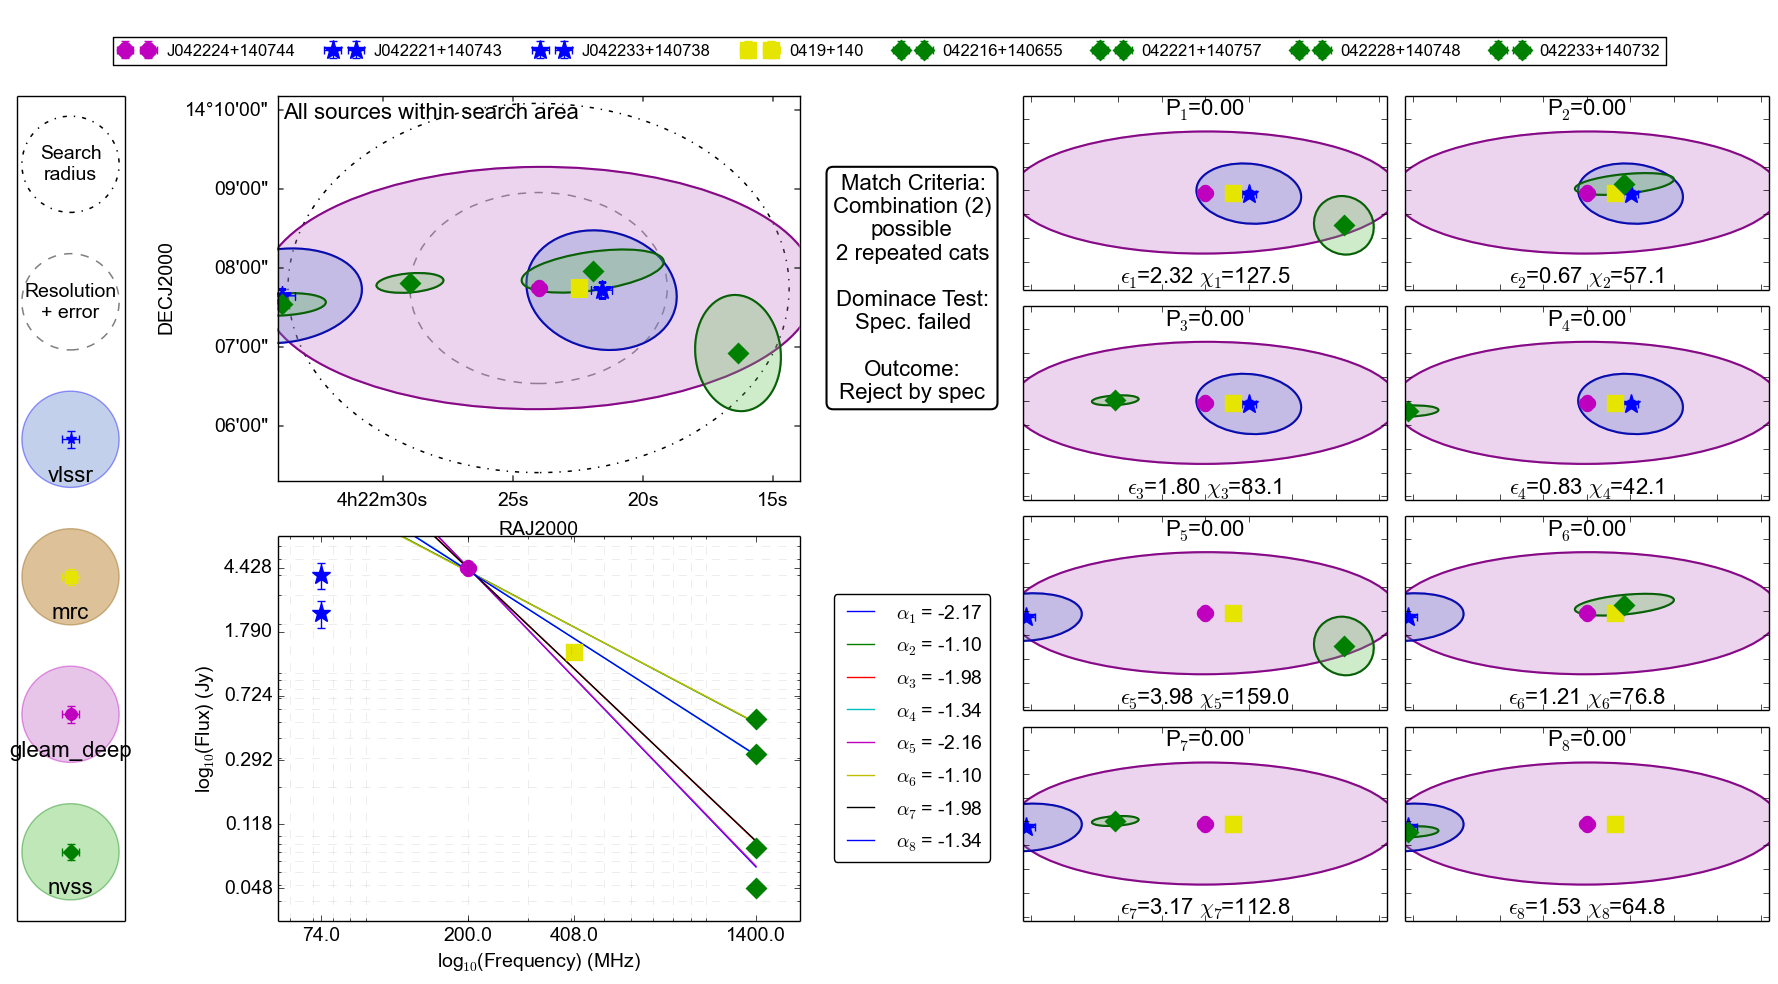 J042224+140744 J042221+140743 J042233+140738 0419+140 042216+140655 042221+140757 042228+140748 042233+140732
Search
radius
Resolution
+ error
vlssr
mrc
gleam_deep
nvss
All sources within search area
14°10'00"
09'00"
08'00"
07'00"
06'00"
DECJ2000
4h22m30s 25s 20s 15s
RAJ2000
Match Criteria:
Combination (2)
possible
2 repeated cats
Dominace Test:
Spec. failed
Outcome:
Reject by spec
4.428
1.790
0.724
0.292
0.118
0.048
log₁₀(Flux) (Jy)
74.0 200.0 408.0 1400.0
log₁₀(Frequency) (MHz)
α₁ = -2.17
α₂ = -1.10
α₃ = -1.98
α₄ = -1.34
α₅ = -2.16
α₆ = -1.10
α₇ = -1.98
α₈ = -1.34
P₁=0.00
ϵ₁=2.32 χ₁=127.5
P₂=0.00
ϵ₂=0.67 χ₂=57.1
P₃=0.00
ϵ₃=1.80 χ₃=83.1
P₄=0.00
ϵ₄=0.83 χ₄=42.1
P₅=0.00
ϵ₅=3.98 χ₅=159.0
P₆=0.00
ϵ₆=1.21 χ₆=76.8
P₇=0.00
ϵ₇=3.17 χ₇=112.8
P₈=0.00
ϵ₈=1.53 χ₈=64.8